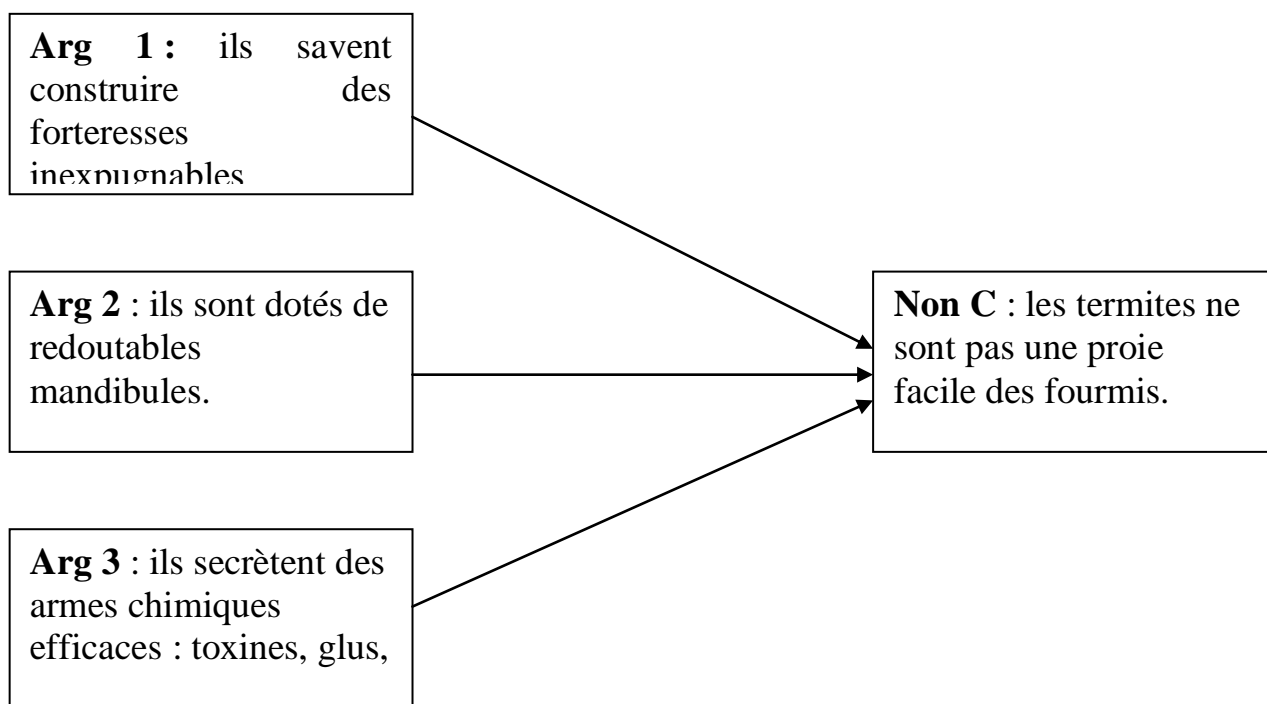 Arg 1 : ils savent
construire des
forteresses
inexpugnables
Arg 2 : ils sont dotés de
redoutables
mandibules.
Non C : les termites ne
sont pas une proie
facile des fourmis.
Arg 3 : ils secrètent des
armes chimiques
efficaces : toxines, glus,